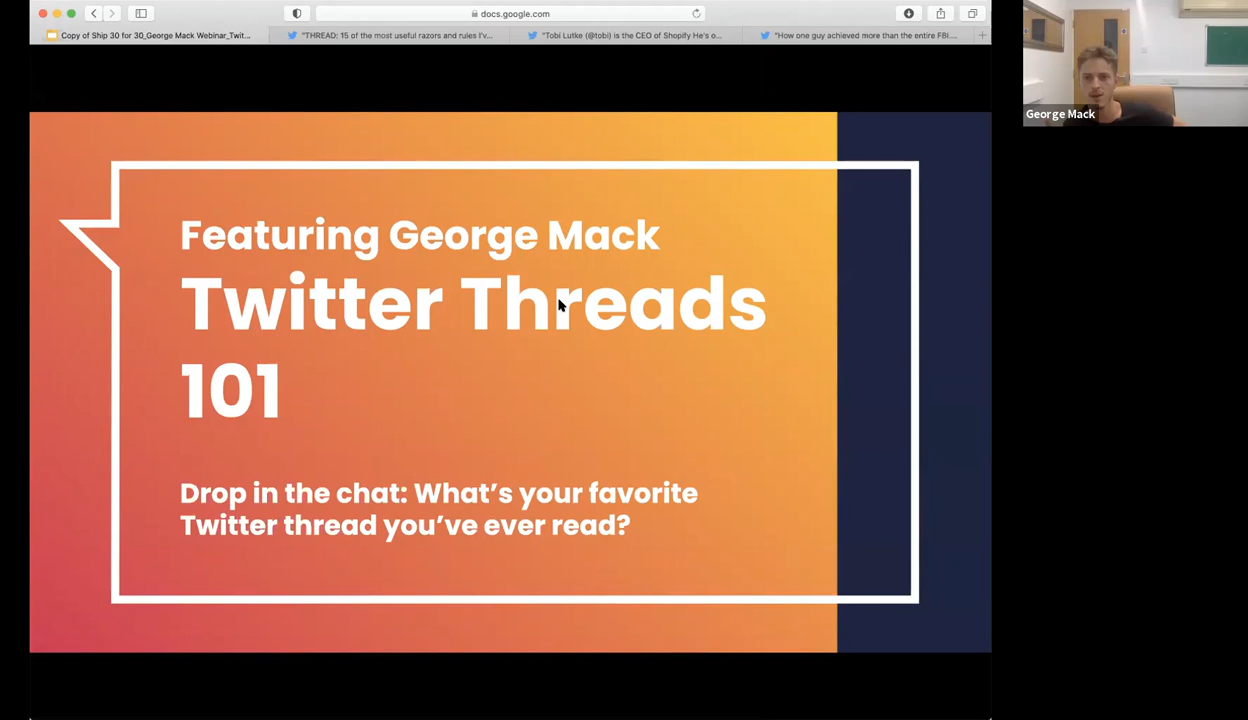 docs.google.com
Copy of Ship 30 for 30_George Mack Webinar_Twit...
"THREAD: 15 of the most useful razors and rules I've...
"Tobi Lutke (@tobi) is the CEO of Shopify He's o...
"How one guy achieved more than the entire FBI....
George Mack
Featuring George Mack
Twitter Threads
101
Drop in the chat: What's your favorite
Twitter thread you've ever read?